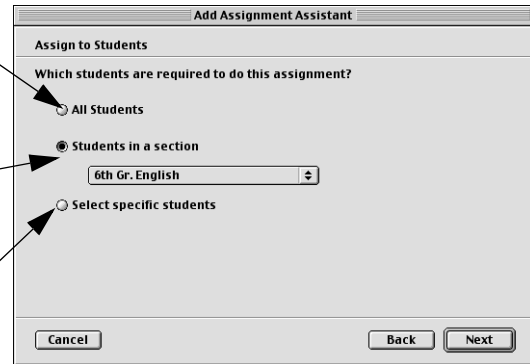 Add Assignment Assistant
Assign to Students
Which students are required to do this assignment?
All Students
Students in a section
6th Gr. English
Select specific students
Cancel Back Next